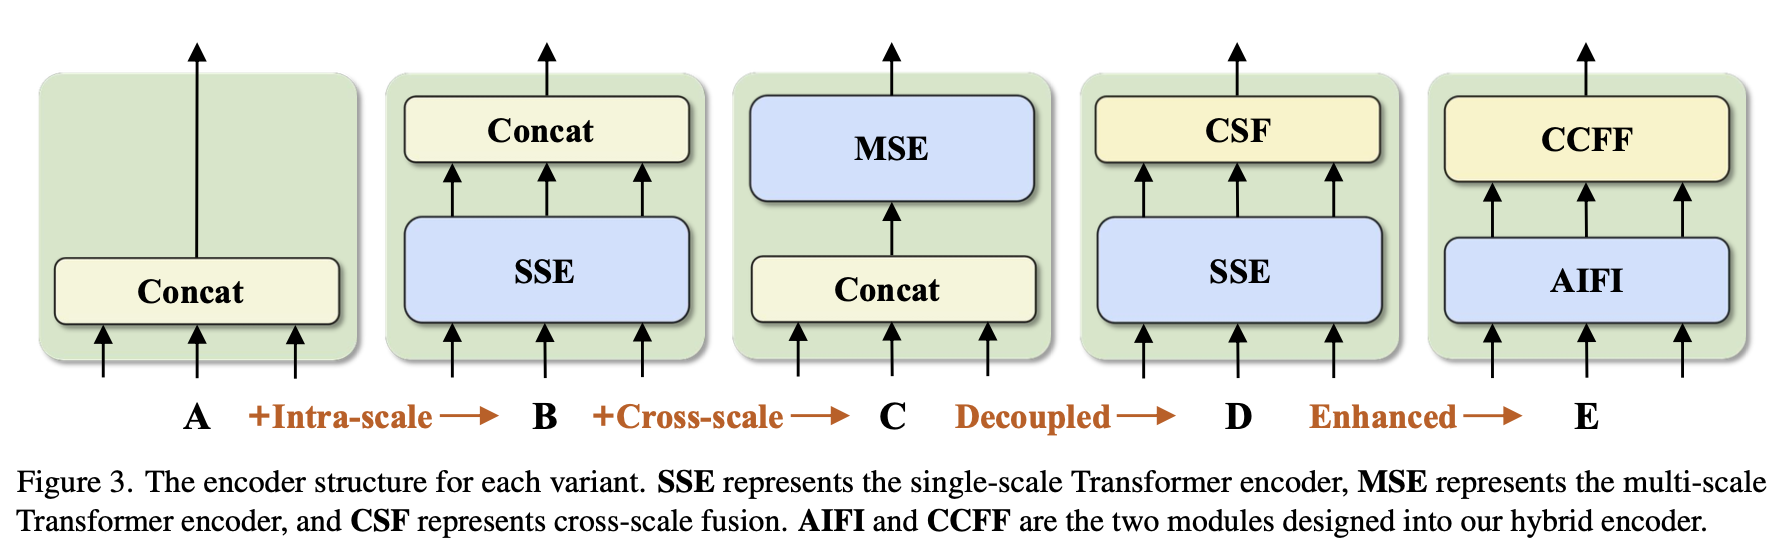 Concat
Concat
SSE
MSE
Concat
CSF
SSE
CCFF
AIFI
A +Intra-scale B +Cross-scale C Decoupled D Enhanced E
Figure 3. The encoder structure for each variant. SSE represents the single-scale Transformer encoder, MSE represents the multi-scale
Transformer encoder, and CSF represents cross-scale fusion. AIFI and CCFF are the two modules designed into our hybrid encoder.